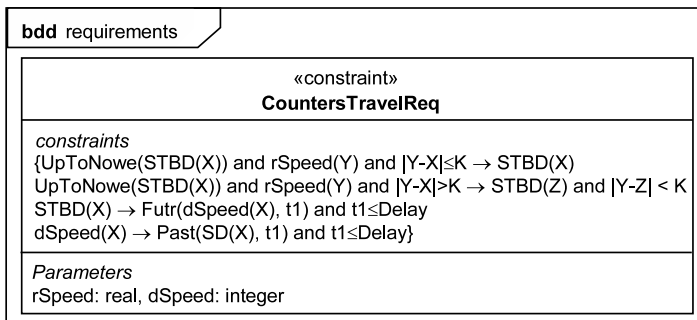 bdd requirements
«constraint»
CountersTravelReq
constraints
{UpToNowe(STBD(X)) and rSpeed(Y) and |Y-X|≤K → STBD(X)
UpToNowe(STBD(X)) and rSpeed(Y) and |Y-X|>K → STBD(Z) and |Y-Z| < K
STBD(X) → Futr(dSpeed(X), t1) and t1≤Delay
dSpeed(X) → Past(SD(X), t1) and t1≤Delay}
Parameters
rSpeed: real, dSpeed: integer